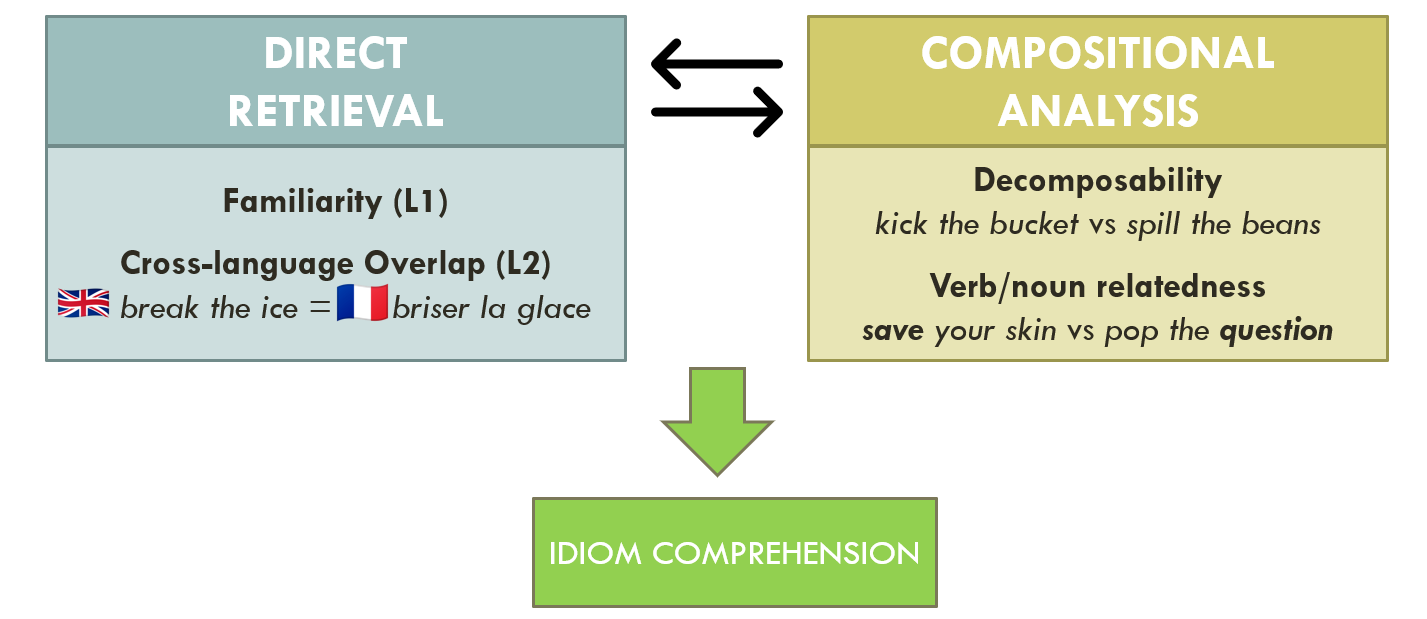 DIRECT
RETRIEVAL
Familiarity (L1)
Cross-language Overlap (L2)
break the ice = briser la glace
COMPOSITIONAL
ANALYSIS
Decomposability
kick the bucket vs spill the beans
Verb/noun relatedness
save your skin vs pop the question
IDIOM COMPREHENSION